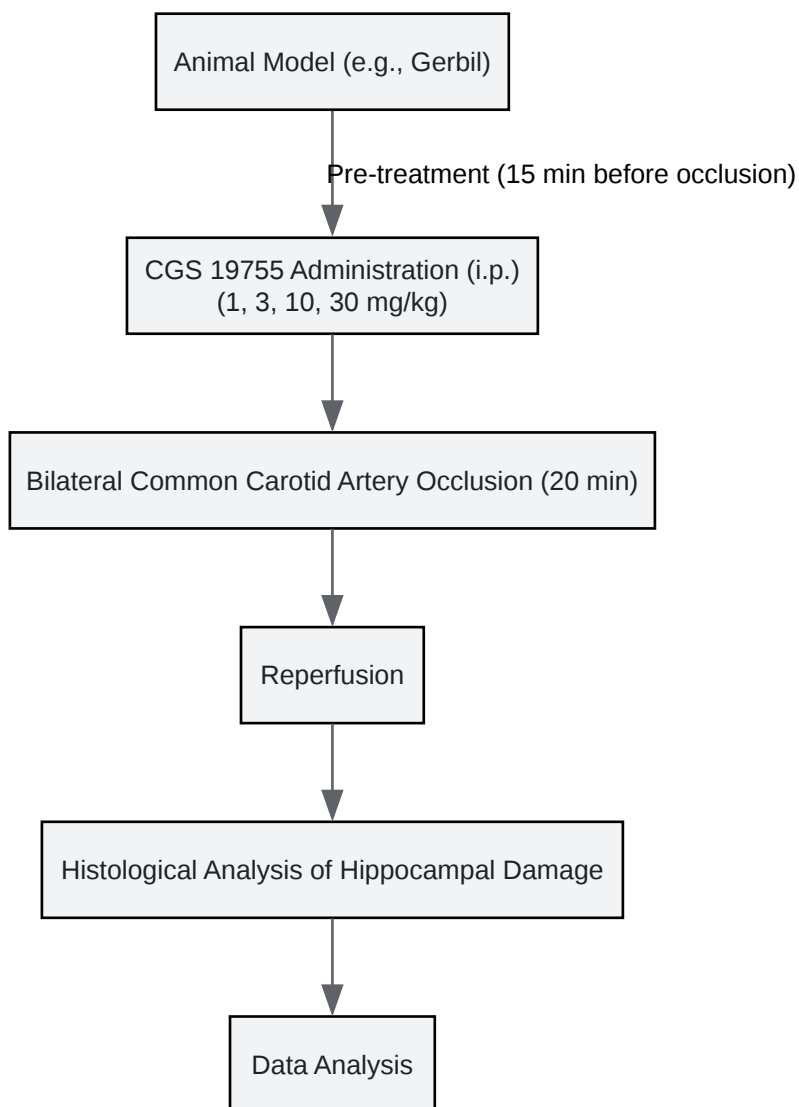 Animal Model (e.g., Gerbil)
Pre-treatment (15 min before occlusion)
CGS 19755 Administration (i.p.)
(1, 3, 10, 30 mg/kg)
Bilateral Common Carotid Artery Occlusion (20 min)
Reperfusion
Histological Analysis of Hippocampal Damage
Data Analysis